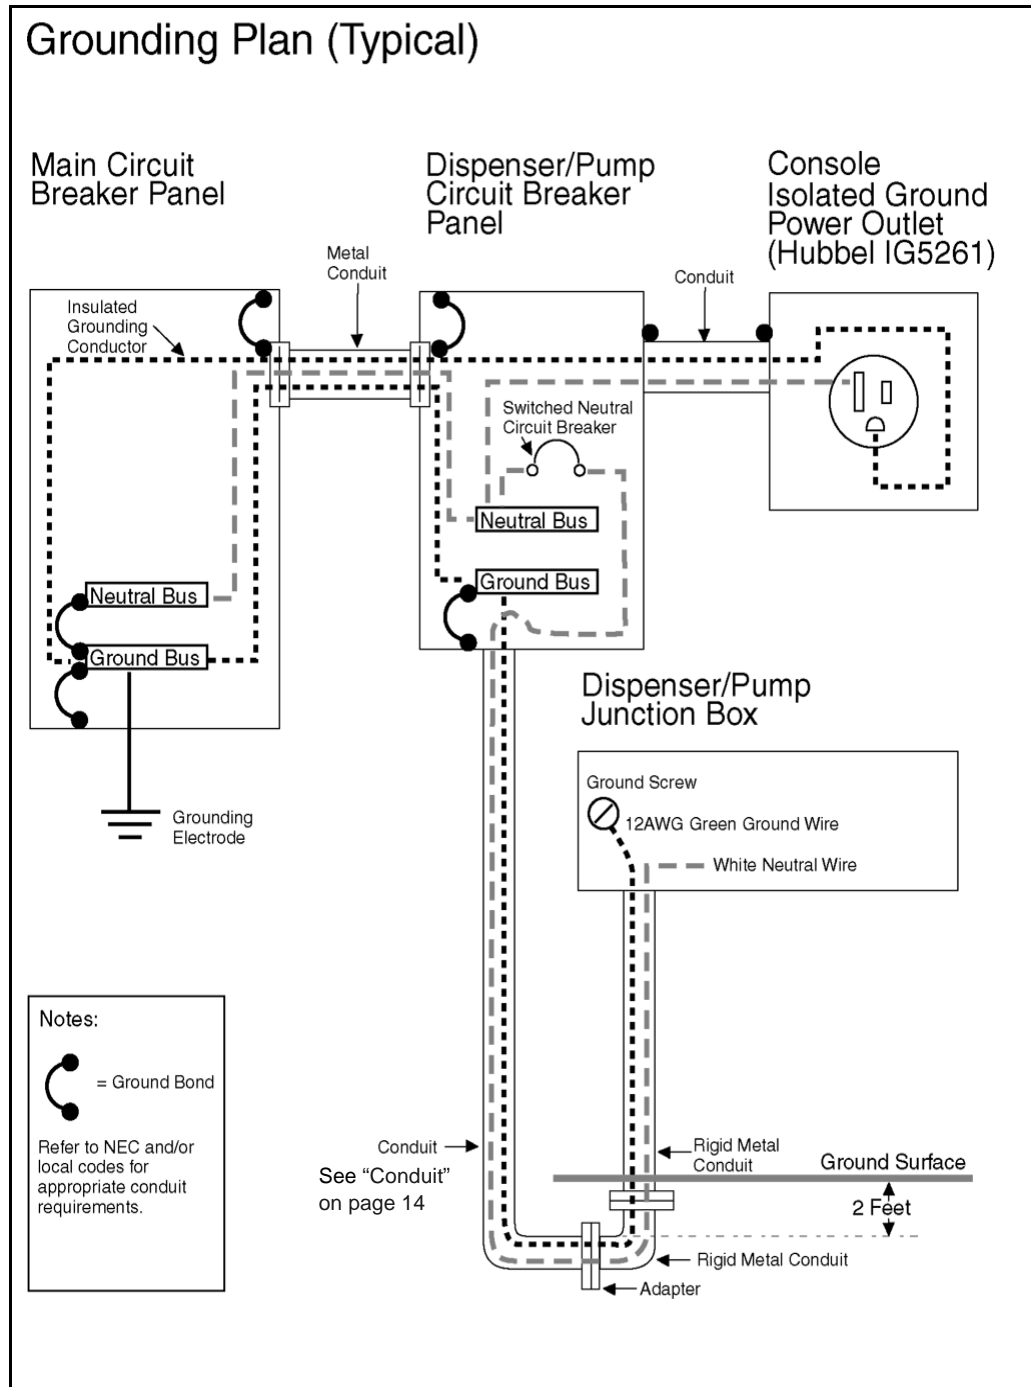 Grounding Plan (Typical)
Main Circuit
Breaker Panel
Dispenser/Pump
Circuit Breaker
Panel
Console
Isolated Ground
Power Outlet
(Hubbel IG5261)
Metal
Conduit
Conduit
Insulated
Grounding
Conductor
Switched Neutral
Circuit Breaker
Neutral Bus
Ground Bus
Neutral Bus
Ground Bus
Grounding
Electrode
Dispenser/Pump
Junction Box
Ground Screw
12AWG Green Ground Wire
White Neutral Wire
Notes:
= Ground Bond
Refer to NEC and/or
local codes for
appropriate conduit
requirements.
Conduit
See “Conduit”
on page 14
Rigid Metal
Conduit
Ground Surface
2 Feet
Rigid Metal Conduit
Adapter